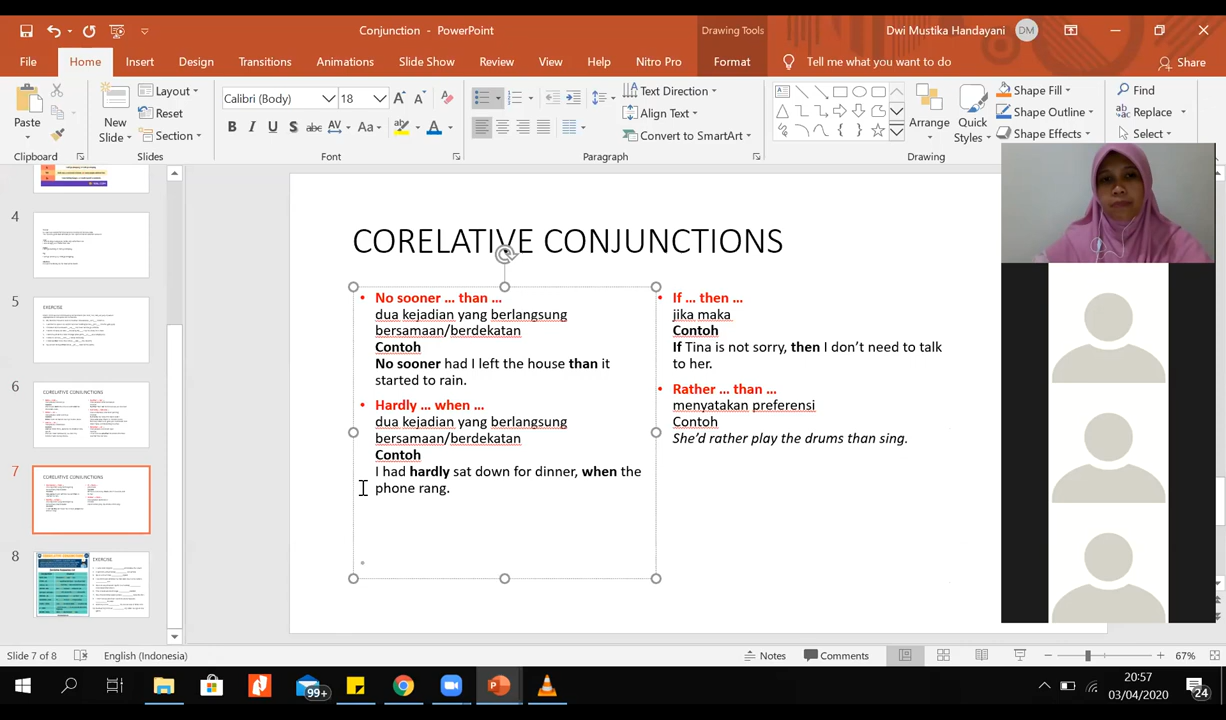 Conjunction - PowerPoint
Drawing Tools
Dwi Mustika Handayani
DM
File
Home
Insert
Design
Transitions
Animations
Slide Show
Review
View
Help
Nitro Pro
Format
Tell me what you want to do
Share
Paste
Clipboard
New
Slide
Layout
Reset
Section
Slides
Calibri (Body)
18
B I U S abc AV Aa A
Font
Text Direction
Align Text
Convert to SmartArt
Paragraph
Arrange
Quick
Styles
Shape Fill
Shape Outline
Shape Effects
Drawing
Find
Replace
Select
4
5
EXERCISE
6
CORELATIVE CONJUNCTIONS
7
CORELATIVE CONJUNCTIONS
8
EXERCISE
CORELATIVE CONJUNCTIONS
• No sooner ... than ...
dua kejadian yang berlangsung
bersamaan/berdekatan
Contoh
No sooner had I left the house than it
started to rain.
• Hardly ... when ...
dua kejadian yang berlangsung
bersamaan/berdekatan
Contoh
I had hardly sat down for dinner, when the
phone rang.
• If ... then ...
jika maka
Contoh
If Tina is not sorry, then I don't need to talk
to her.
• Rather ... than ...
menyatakan preferensi
Contoh
She'd rather play the drums than sing.
Slide 7 of 8
English (Indonesia)
Notes
Comments
67%
99+
20:57
03/04/2020
24